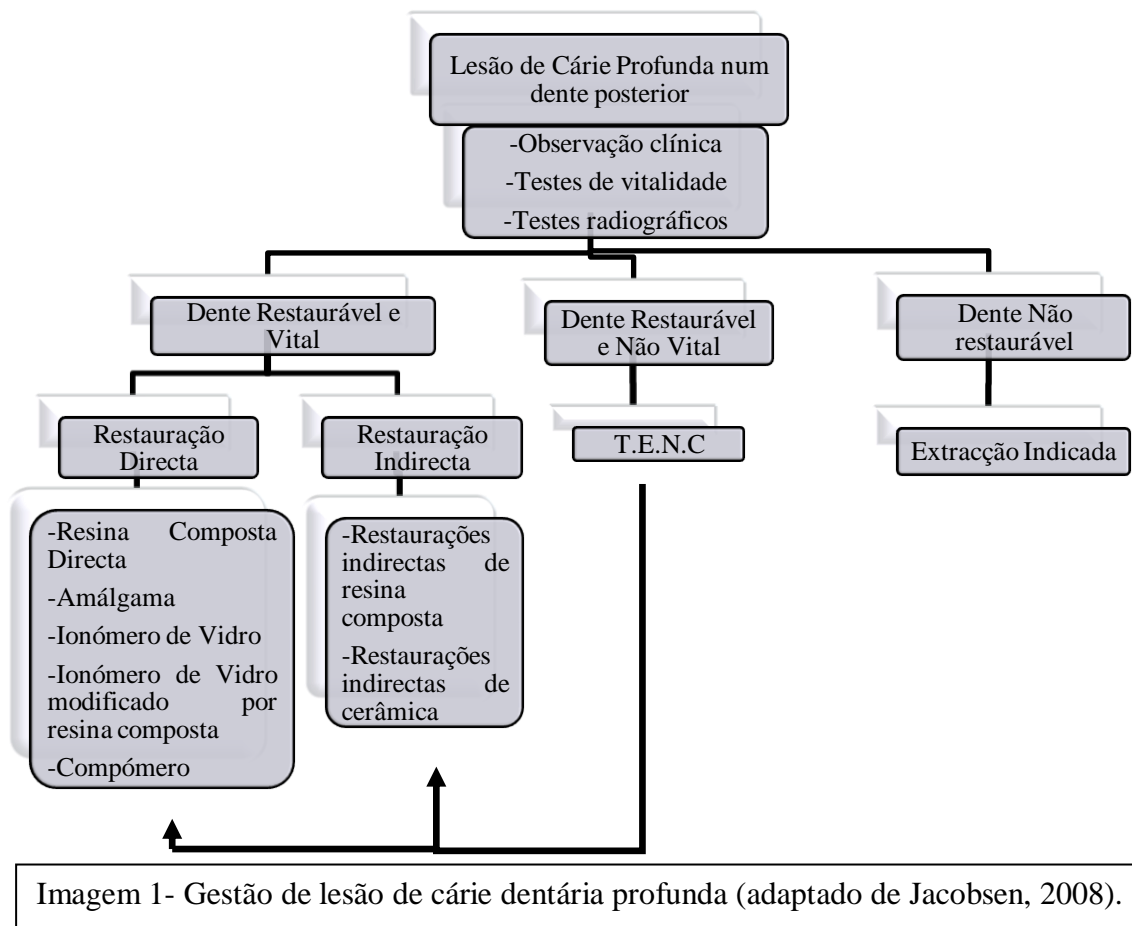 Lesão de Cárie Profunda num
dente posterior
-Observação clínica
-Testes de vitalidade
-Testes radiográficos
Dente Restaurável e
Vital
Dente Restaurável
e Não Vital
Dente Não
restaurável
Restauração
Directa
Restauração
Indirecta
T.E.N.C
Extracção Indicada
-Resina Composta
Directa
-Amálgama
-Ionómero de Vidro
-Ionómero de Vidro
modificado por
resina composta
-Compómero
-Restaurações
indirectas de
resina
composta
-Restaurações
indirectas de
cerâmica
Imagem 1- Gestão de lesão de cárie dentária profunda (adaptado de Jacobsen, 2008).